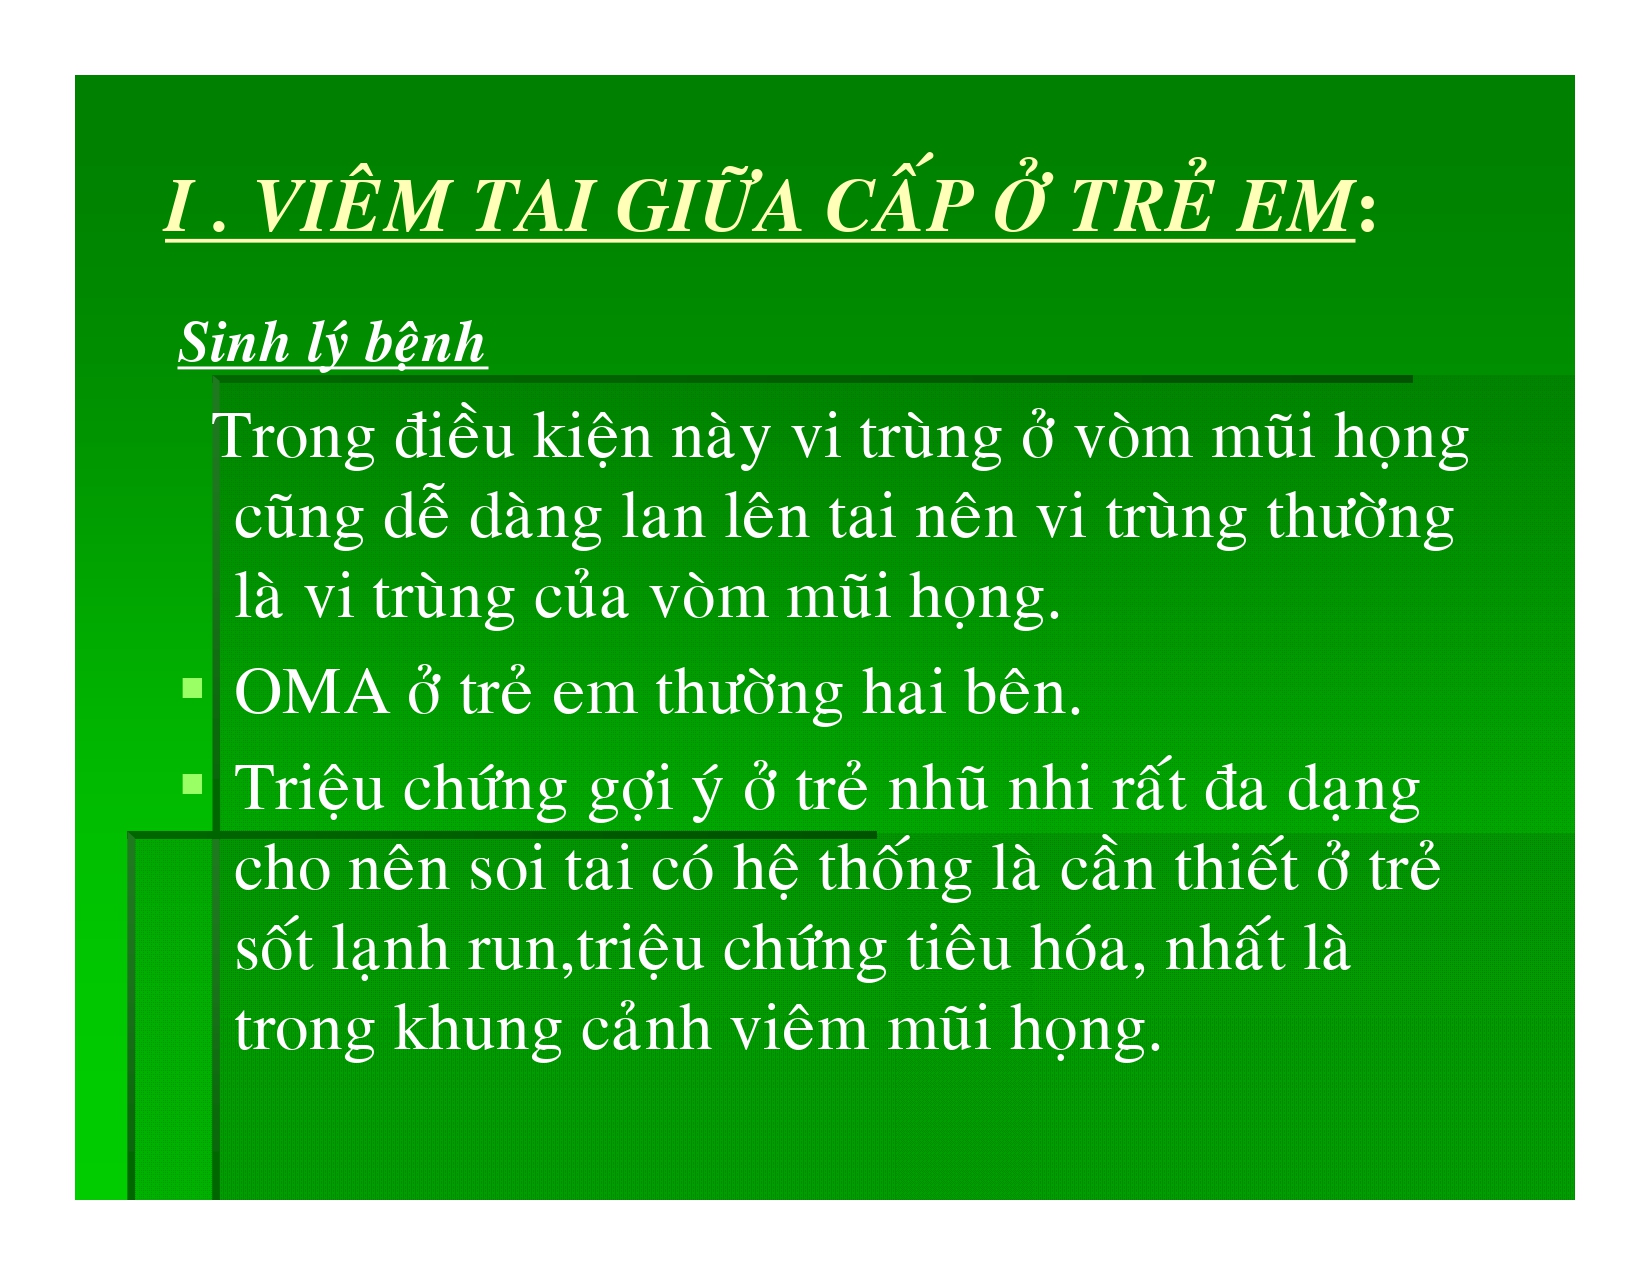 I . VIÊM TAI GIỮA CẤP Ở TRẺ EM:
Sinh lý bệnh
Trong điều kiện này vi trùng ở vòm mũi họng
cũng dễ dàng lan lên tai nên vi trùng thường
là vi trùng của vòm mũi họng.
▪ OMA ở trẻ em thường hai bên.
▪ Triệu chứng gợi ý ở trẻ nhũ nhi rất đa dạng
cho nên soi tai có hệ thống là cần thiết ở trẻ
sốt lạnh run,triệu chứng tiêu hóa, nhất là
trong khung cảnh viêm mũi họng.